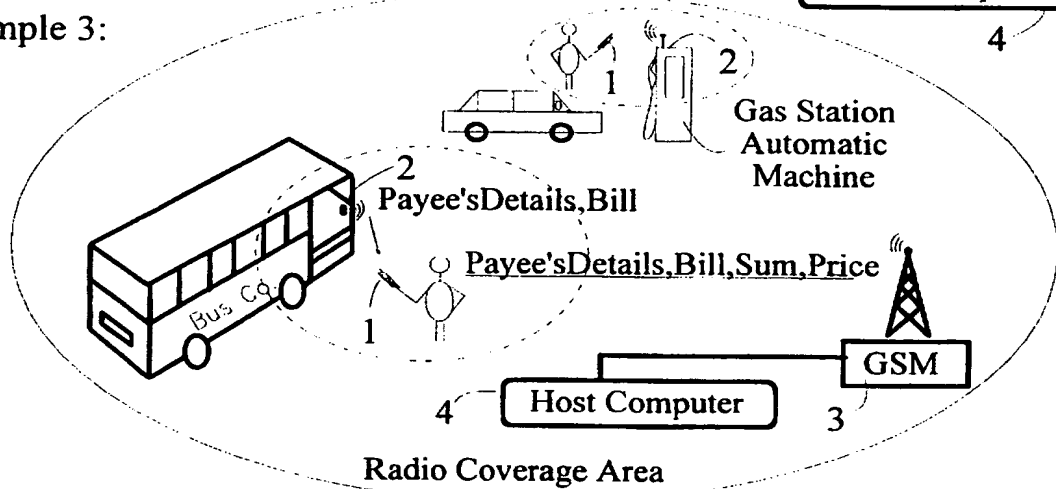 4
mple 3:
1
2
Gas Station
Automatic
Machine
2
Payee'sDetails,Bill
Payee'sDetails,Bill,Sum,Price
Bus Co.
1
GSM
3
4
Host Computer
Radio Coverage Area